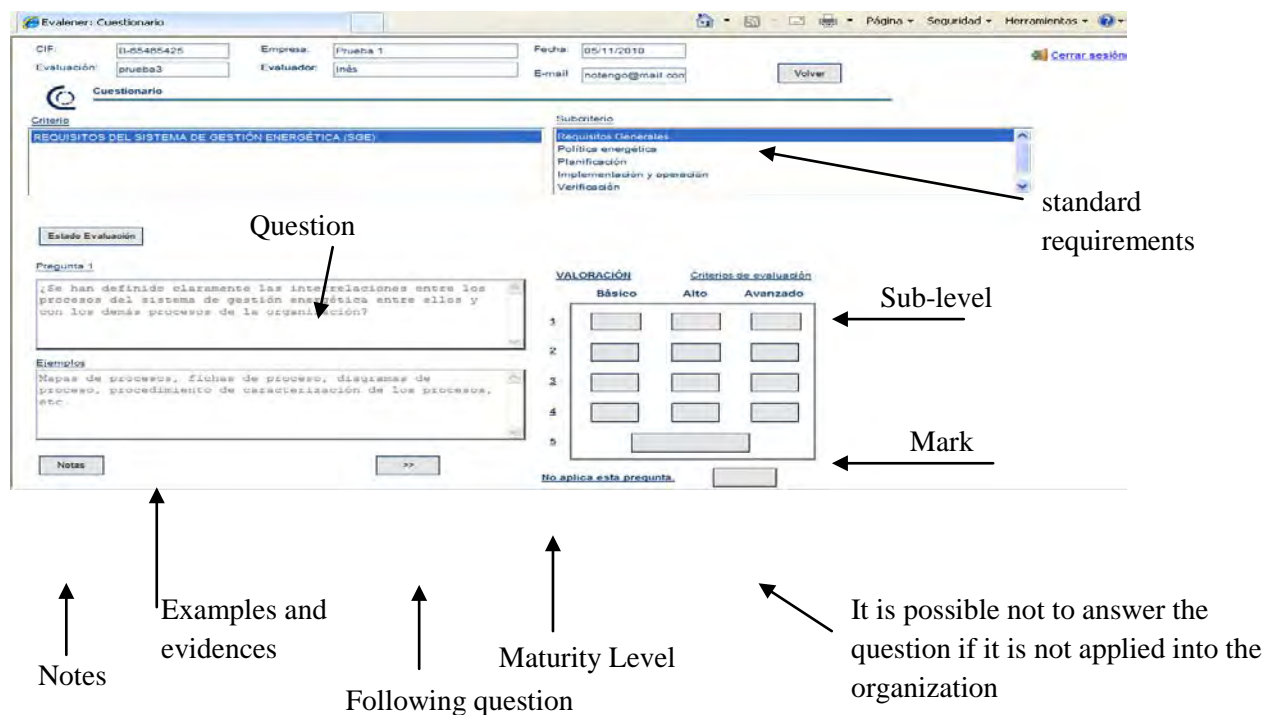 Evalener: Cuestionario
Página Seguridad Herramientas
CIF: B-85485425 Empresa: Prueba 1 Fecha 05/11/2010 Cerrar sesión
Evaluación: prueba3 Evaluador: Inés E-mail notengo@mail.com Volver
Cuestionario
Criterio Subcriterio
REQUISITOS DEL SISTEMA DE GESTIÓN ENERGÉTICA (SGE) Requisitos Generales
Política energética
Planificación
Implementación y operación
Verificación
standard
requirements
Estado Evaluación Question
Pregunta 1
¿Se han definido claramente las interrelaciones entre los
procesos del sistema de gestión energética entre ellos y
con los demás procesos de la organización?
VALORACIÓN Criterios de evaluación
Básico Alto Avanzado
Sub-level
1
2
3
4
5
Ejemplos
Mapas de procesos, fichas de proceso, diagramas de
proceso, procedimiento de caracterización de los procesos,
etc
Mark
Notas >>
No aplica esta pregunta.
Examples and
evidences
Notes
Following question
Maturity Level
It is possible not to answer the
question if it is not applied into the
organization